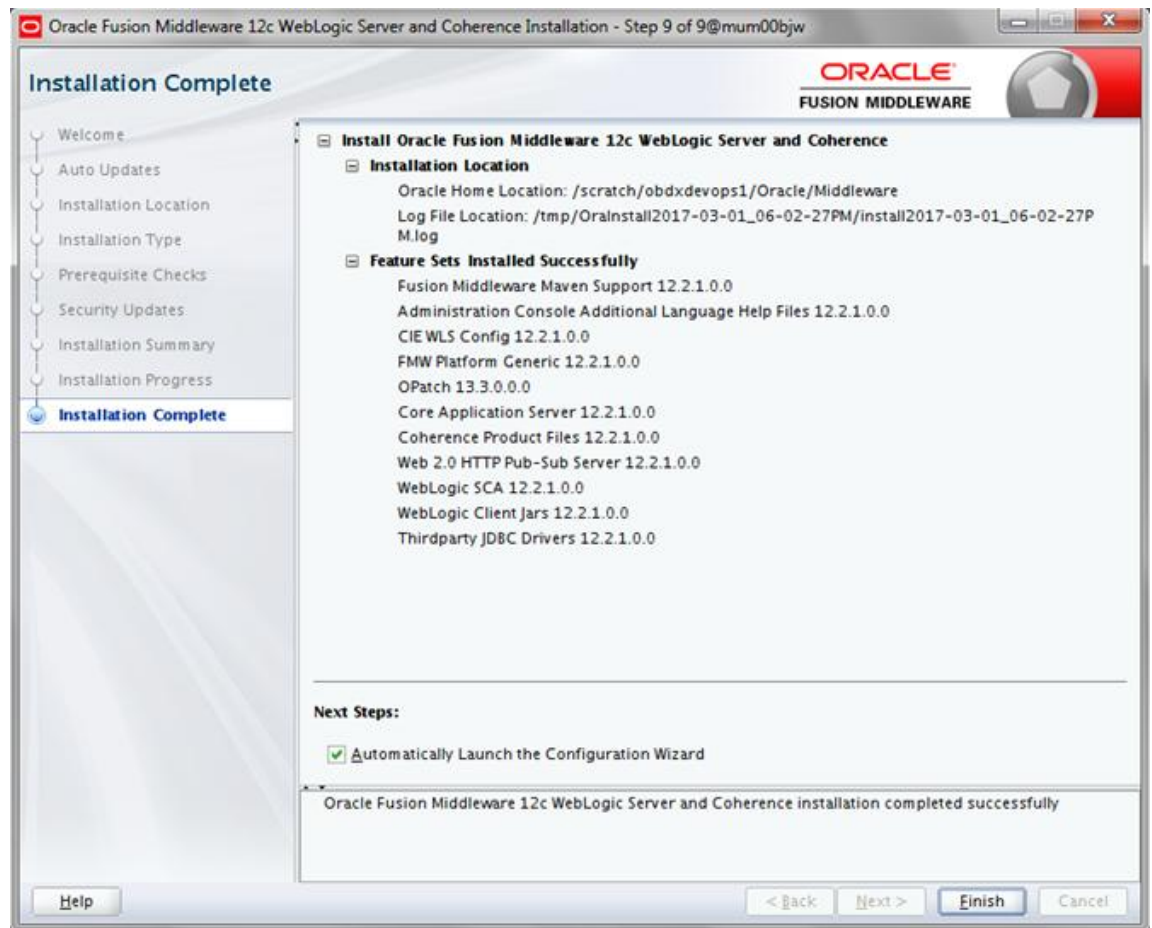 Oracle Fusion Middleware 12c WebLogic Server and Coherence Installation - Step 9 of 9@mum00bjw
Installation Complete
ORACLE
FUSION MIDDLEWARE
Welcome
Auto Updates
Installation Location
Installation Type
Prerequisite Checks
Security Updates
Installation Summary
Installation Progress
Installation Complete
Install Oracle Fusion Middleware 12c WebLogic Server and Coherence
Installation Location
Oracle Home Location: /scratch/obdxdevops1/Oracle/Middleware
Log File Location: /tmp/OraInstall2017-03-01_06-02-27PM/install2017-03-01_06-02-27P
M.log
Feature Sets Installed Successfully
Fusion Middleware Maven Support 12.2.1.0.0
Administration Console Additional Language Help Files 12.2.1.0.0
CIE WLS Config 12.2.1.0.0
FMW Platform Generic 12.2.1.0.0
OPatch 13.3.0.0.0
Core Application Server 12.2.1.0.0
Coherence Product Files 12.2.1.0.0
Web 2.0 HTTP Pub-Sub Server 12.2.1.0.0
WebLogic SCA 12.2.1.0.0
WebLogic Client Jars 12.2.1.0.0
Thirdparty JDBC Drivers 12.2.1.0.0
Next Steps:
Automatically Launch the Configuration Wizard
Oracle Fusion Middleware 12c WebLogic Server and Coherence installation completed successfully
Help
< Back
Next >
Finish
Cancel